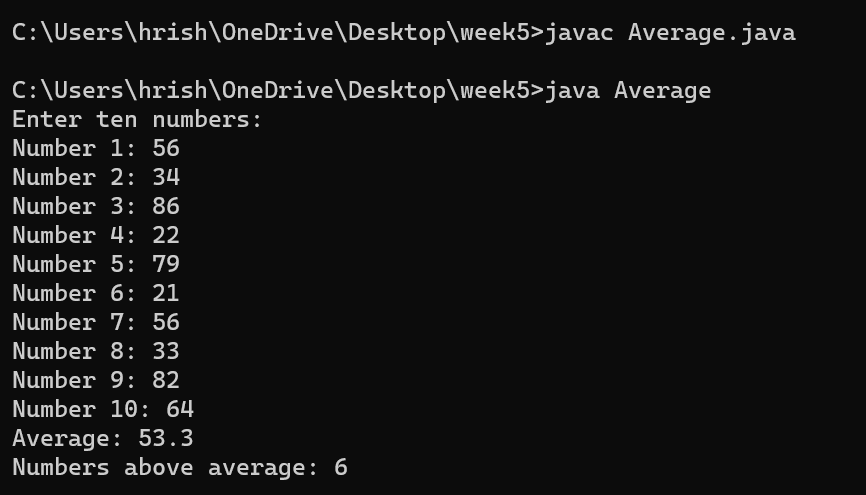 C:\Users\hrish\OneDrive\Desktop\week5>javac Average.java
C:\Users\hrish\OneDrive\Desktop\week5>java Average
Enter ten numbers:
Number 1: 56
Number 2: 34
Number 3: 86
Number 4: 22
Number 5: 79
Number 6: 21
Number 7: 56
Number 8: 33
Number 9: 82
Number 10: 64
Average: 53.3
Numbers above average: 6